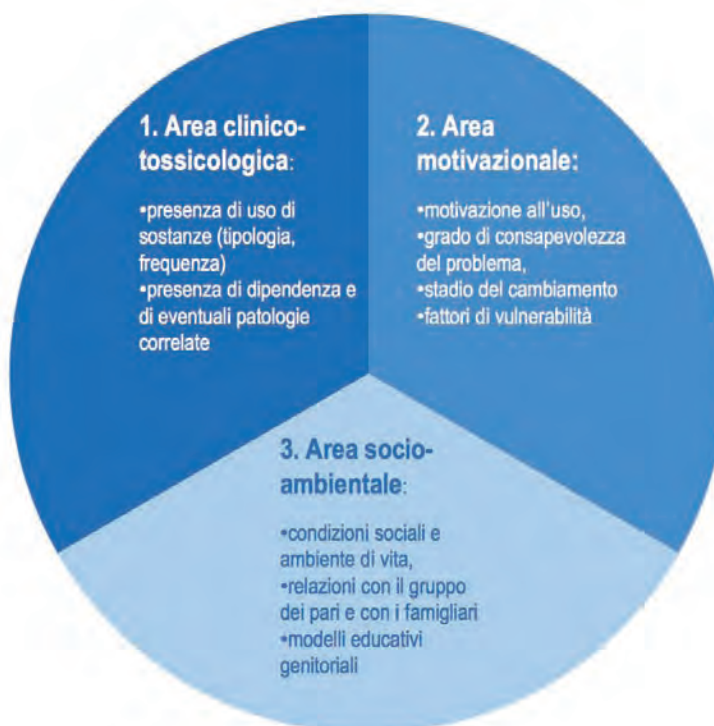 1. Area clinico-
tossicologica:
•presenza di uso di
sostanze (tipologia,
frequenza)
•presenza di dipendenza e
di eventuali patologie
correlate
2. Area
motivazionale:
•motivazione all'uso,
•grado di consapevolezza
del problema,
•stadio del cambiamento
•fattori di vulnerabilità
3. Area socio-
ambientale:
•condizioni sociali e
ambiente di vita,
•relazioni con il gruppo
dei pari e con i famigliari
•modelli educativi
genitoriali